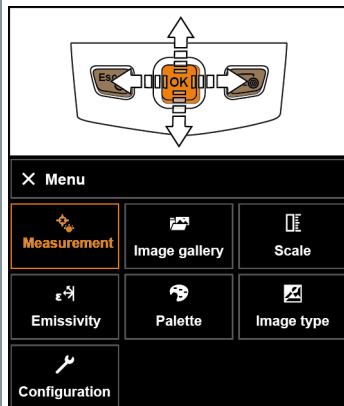 Esc
OK
Menu
Measurement
Image gallery
Scale
ε
Emissivity
Palette
Image type
Configuration